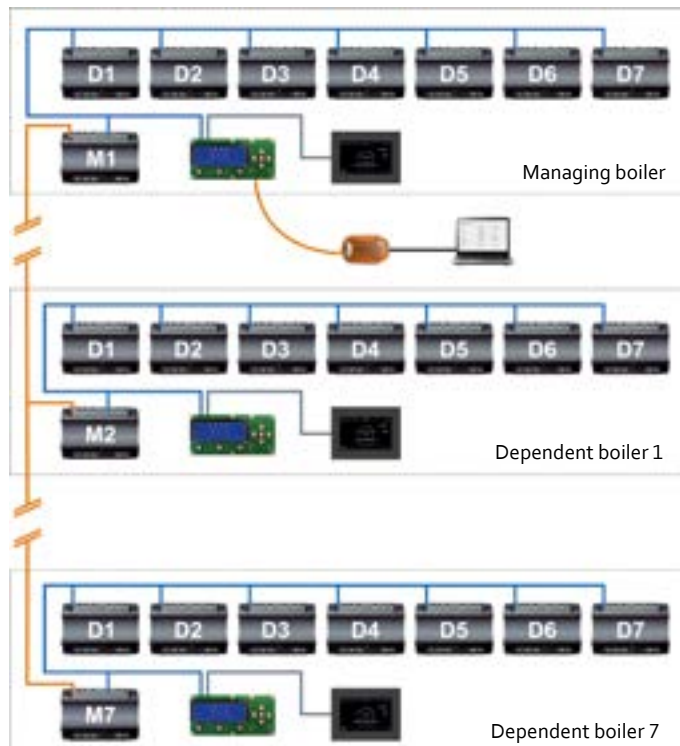 D1 D2 D3 D4 D5 D6 D7
M1
Managing boiler
D1 D2 D3 D4 D5 D6 D7
M2
Dependent boiler 1
D1 D2 D3 D4 D5 D6 D7
M7
Dependent boiler 7